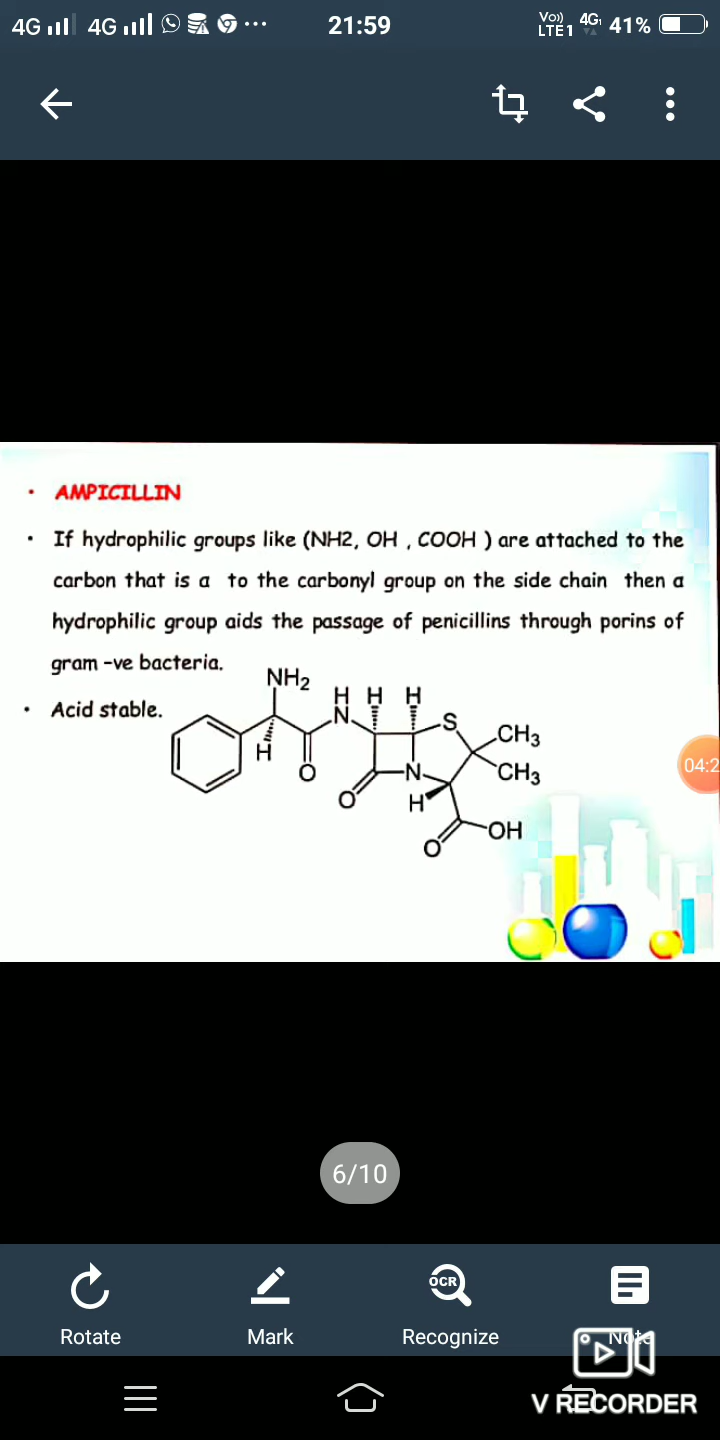 4G 4G 21:59 Vo)) LTE1 4G 41%
• AMPICILLIN
• If hydrophilic groups like (NH2, OH , COOH ) are attached to the
carbon that is a to the carbonyl group on the side chain then a
hydrophilic group aids the passage of penicillins through porins of
gram -ve bacteria.
• Acid stable.
NH2
H H H
N
S
CH3
H
O
N
CH3
O
H
OH
O
04:2
6/10
OCR
Rotate Mark Recognize Note
V RECORDER